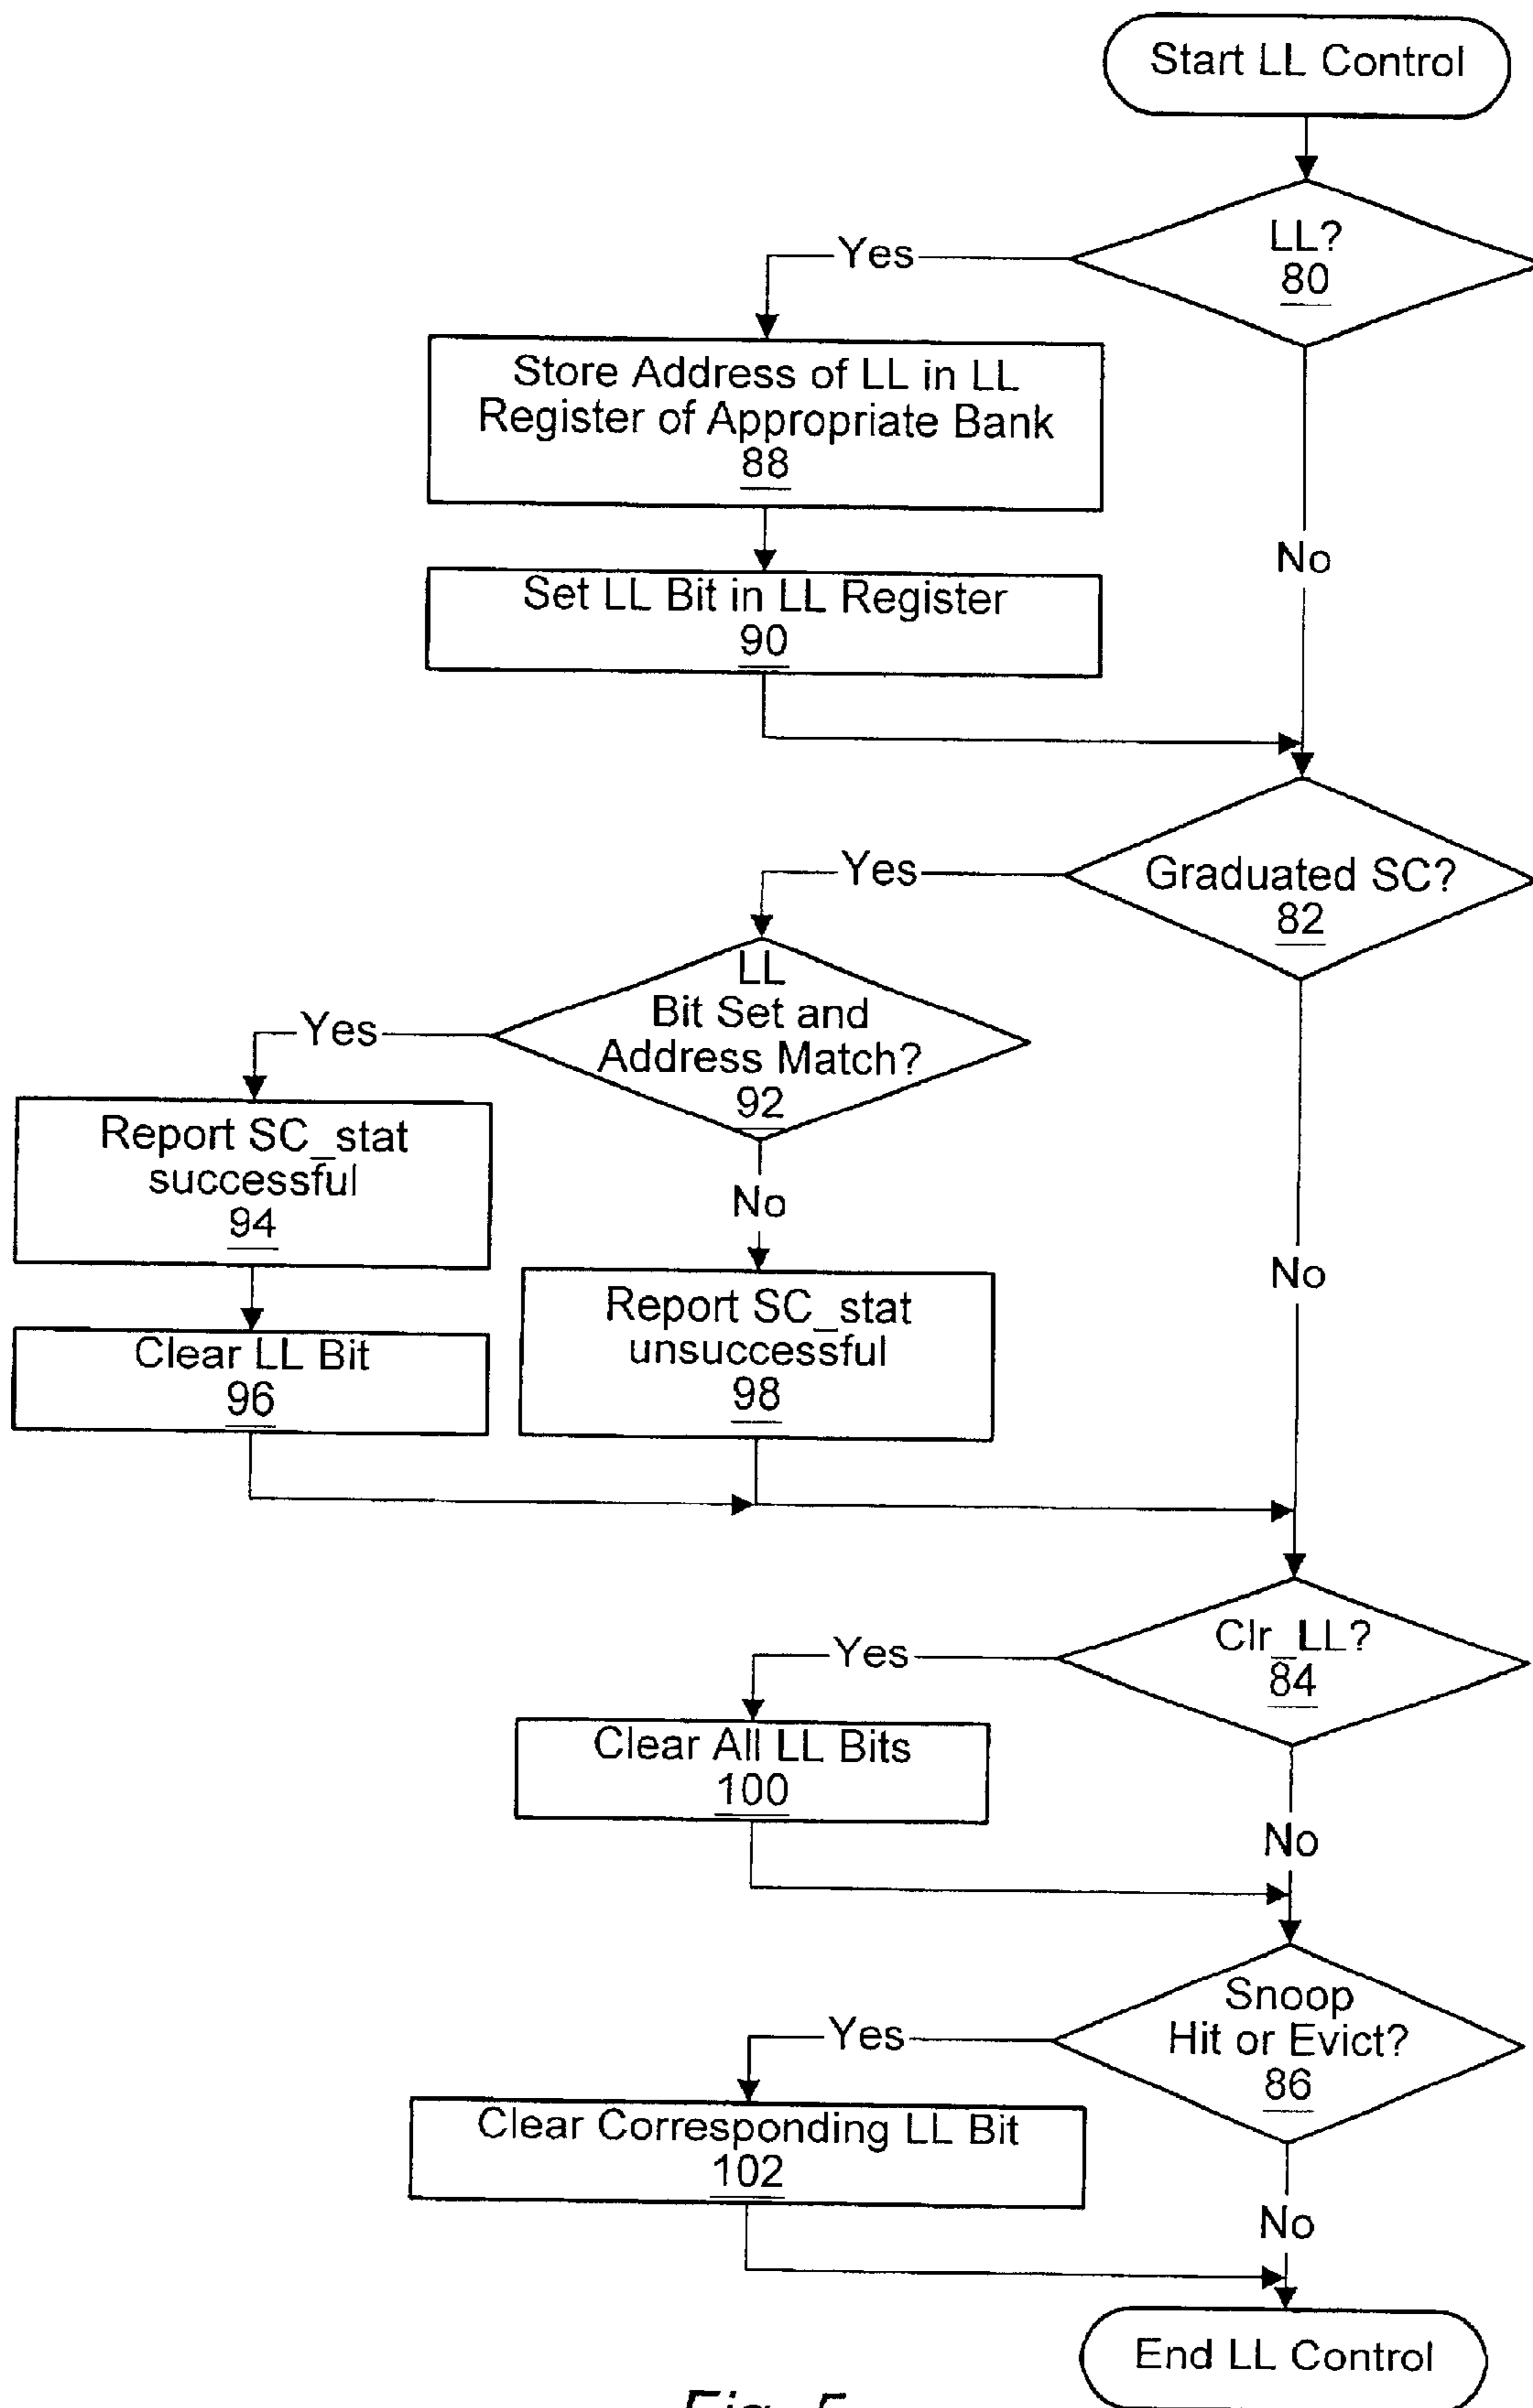 Start LL Control
LL?
80
Yes
Store Address of LL in LL
Register of Appropriate Bank
88
No
Set LL Bit in LL Register
90
Graduated SC?
82
Yes
LL
Bit Set and
Address Match?
92
Yes
Report SC_stat
successful
94
No
No
Report SC_stat
unsuccessful
98
Clear LL Bit
96
Clr_LL?
84
Yes
Clear All LL Bits
100
No
Snoop
Hit or Evict?
86
Yes
Clear Corresponding LL Bit
102
No
End LL Control
Fig. 5